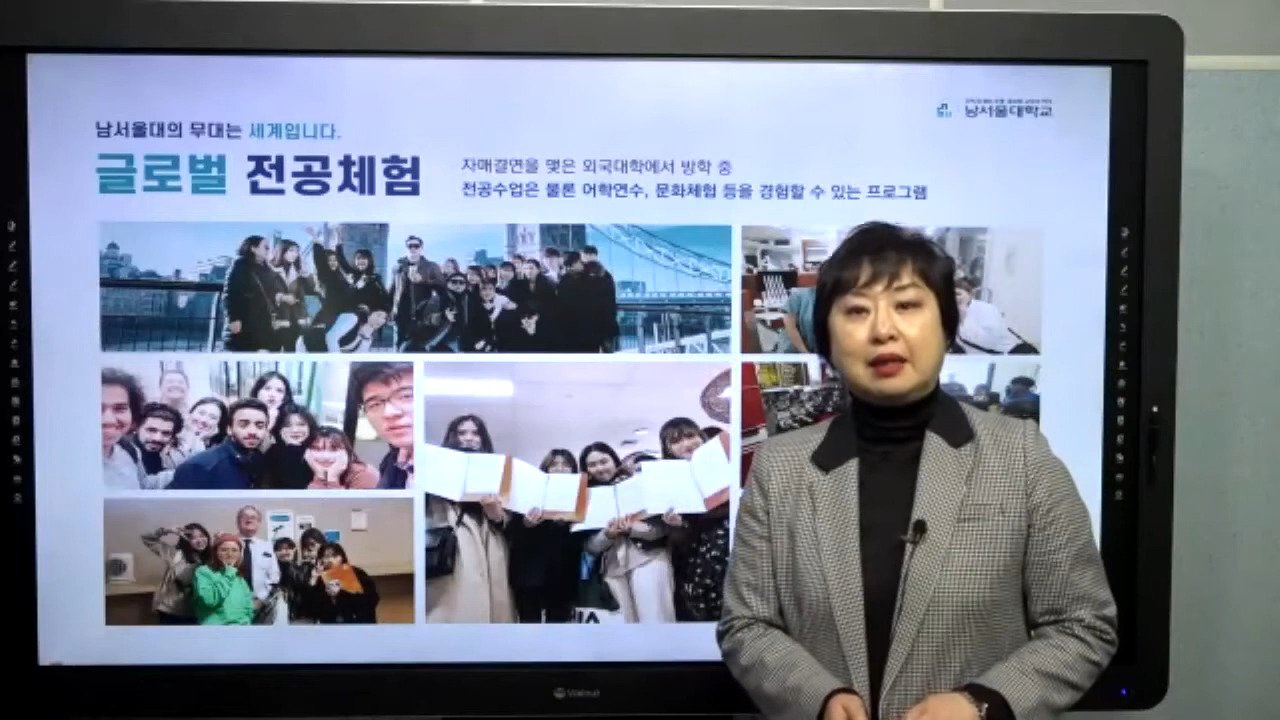 남서울대의 무대는 세계입니다.
글로벌 전공체험
자매결연을 맺은 외국대학에서 방학 중
전공수업은 물론 어학연수, 문화체험 등을 경험할 수 있는 프로그램
남서울대학교